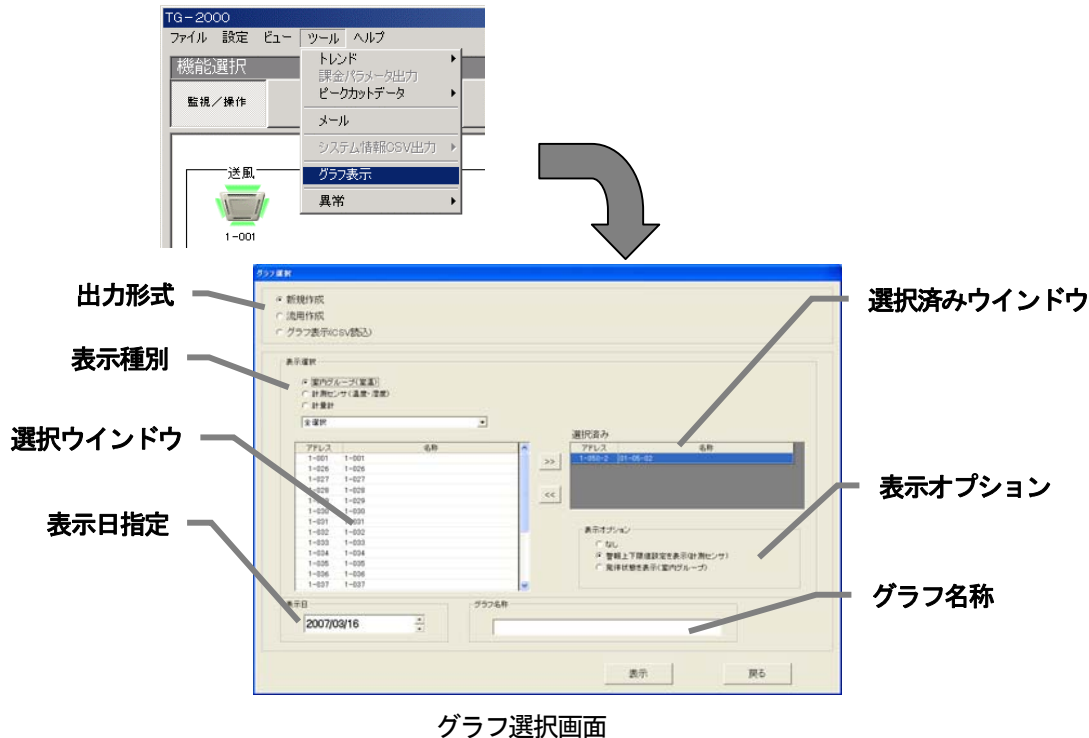 TG-2000
ファイル 設定 ビュー ツール ヘルプ
機能選択
トレンド
課金パラメータ出力
ピークカットデータ
監視/操作
メール
システム情報CSV出力
グラフ表示
異常
送風
1-001
グラフ選択
出力形式
新規作成
流用作成
グラフ表示(CSV読込)
選択済みウインドウ
表示種別
表示選択
室内グループ(室温)
計測センサ(温度・湿度)
計量計
全選択
選択ウインドウ
アドレス 名称
1-001 1-001
1-026 1-026
1-027 1-027
1-028 1-028
1-029 1-029
1-030 1-030
1-031 1-031
1-032 1-032
1-033 1-033
1-034 1-034
1-035 1-035
1-036 1-036
1-037 1-037
>>
<<
選択済み
アドレス 名称
1-050-2 01-05-02
表示オプション
表示オプション
なし
警報上下限値設定を表示(計測センサ)
発停状態を表示(室内グループ)
表示日指定
表示日
2007/03/16
グラフ名称
グラフ名称
表示 戻る
グラフ選択画面